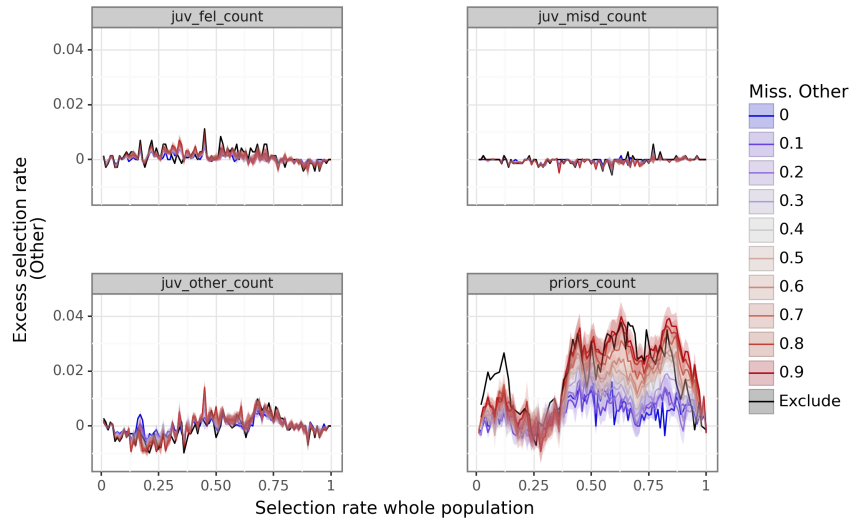 juv_fel_count
juv_misd_count
0.04
0.02
0
Miss. Other
0
0.1
0.2
0.3
0.4
0.5
0.6
0.7
0.8
0.9
Exclude
Excess selection rate
(Other)
juv_other_count
priors_count
0.04
0.02
0
0 0.25 0.50 0.75 1
0 0.25 0.50 0.75 1
Selection rate whole population